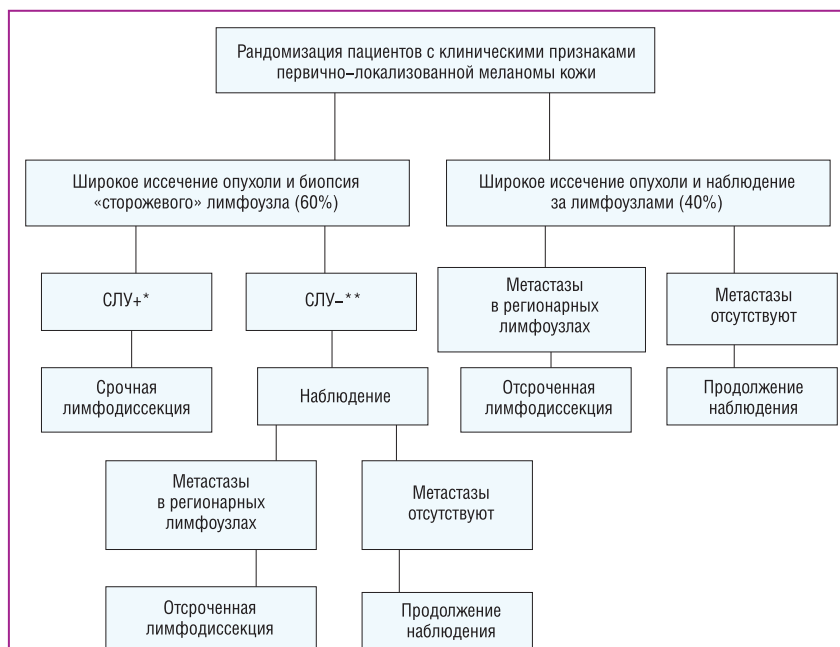 Рандомизация пациентов с клиническими признаками
первично–локализованной меланомы кожи
Широкое иссечение опухоли и биопсия
«сторожевого» лимфоузла (60%)
Широкое иссечение опухоли и наблюдение
за лимфоузлами (40%)
СЛУ+*
СЛУ–**
Метастазы
в регионарных
лимфоузлах
Метастазы
отсутствуют
Срочная
лимфодиссекция
Наблюдение
Отсроченная
лимфодиссекция
Продолжение
наблюдения
Метастазы
в регионарных
лимфоузлах
Метастазы
отсутствуют
Отсроченная
лимфодиссекция
Продолжение
наблюдения